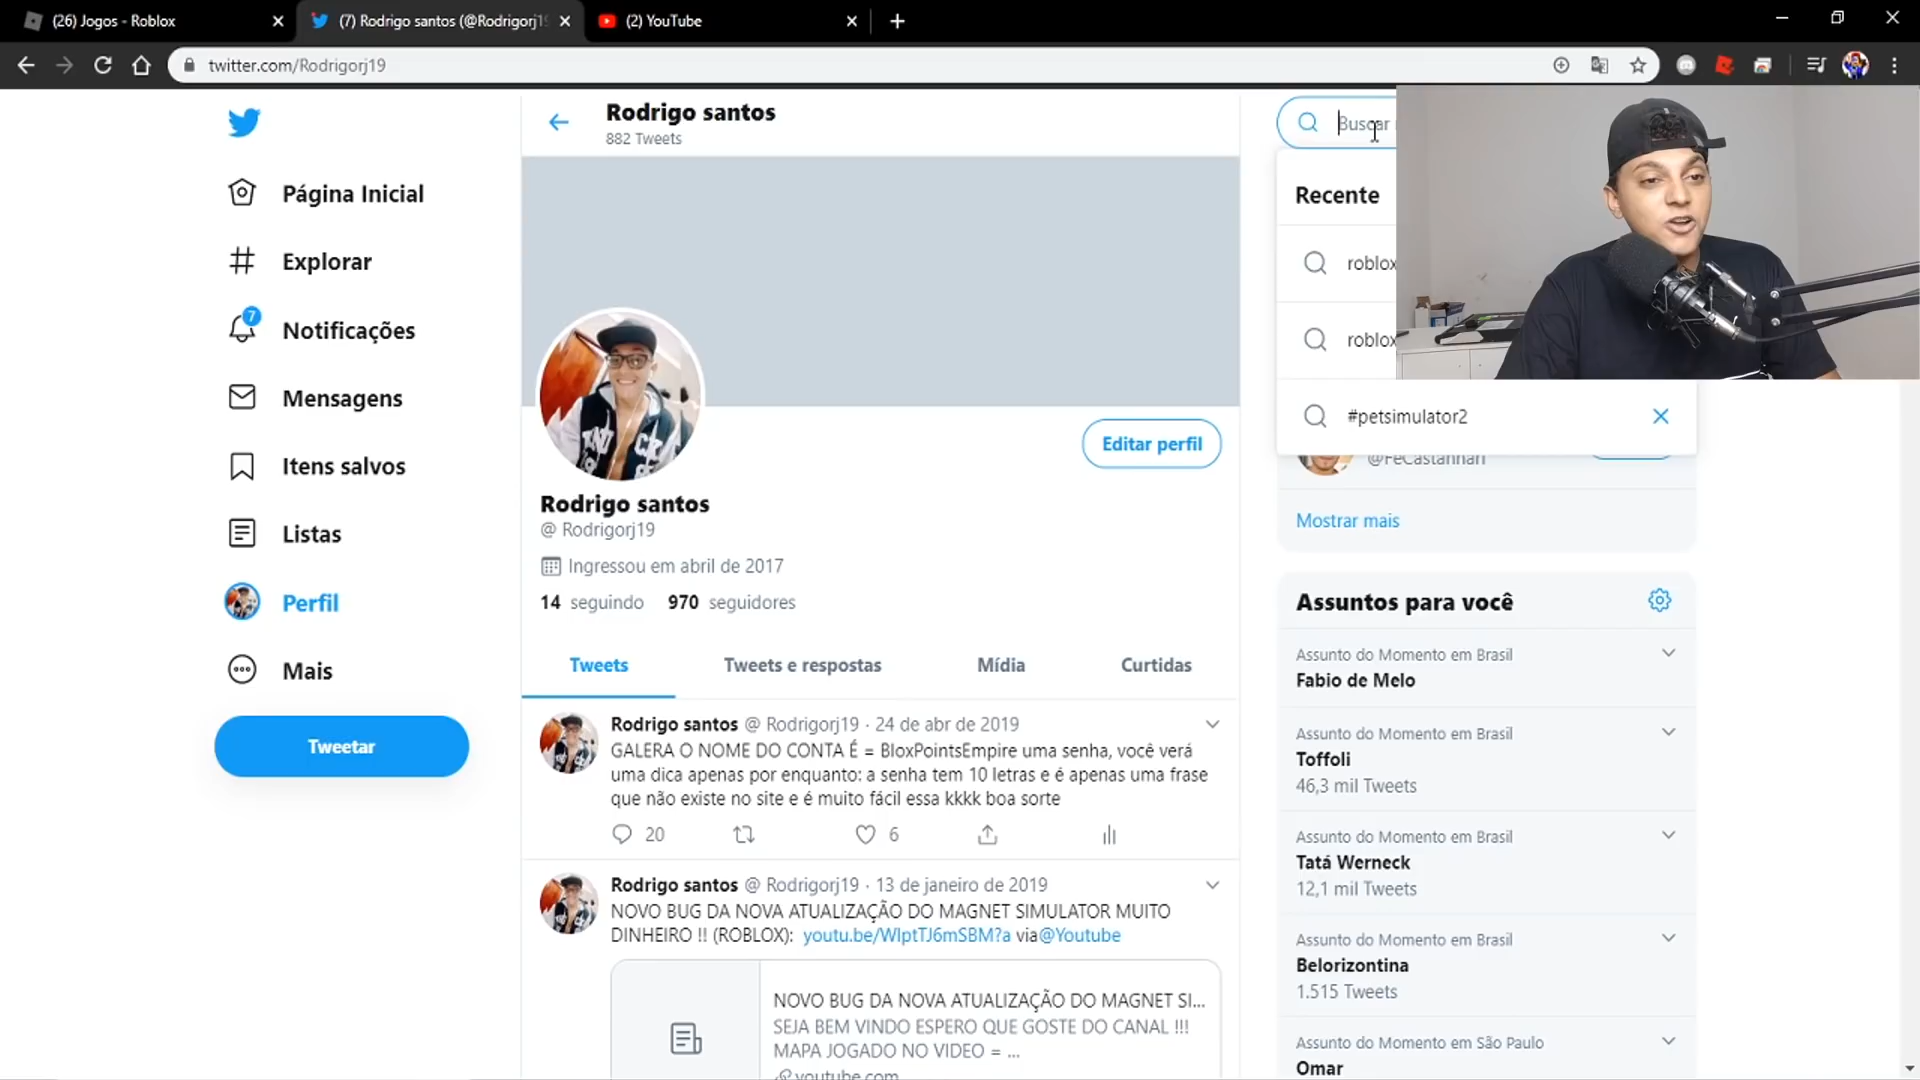 (26) Jogos - Roblox
(7) Rodrigo santos (@Rodrigorj19
(2) YouTube
twitter.com/Rodrigorj19
Rodrigo santos
882 Tweets
Buscar
Página Inicial
Explorar
7
Notificações
Mensagens
Itens salvos
Listas
Perfil
Mais
Tweetar
Editar perfil
Rodrigo santos
@ Rodrigorj19
Ingressou em abril de 2017
14 seguindo 970 seguidores
Tweets Tweets e respostas Mídia Curtidas
Rodrigo santos @ Rodrigorj19 · 24 de abr de 2019
GALERA O NOME DO CONTA É = BloxPointsEmpire uma senha, você verá
uma dica apenas por enquanto: a senha tem 10 letras e é apenas uma frase
que não existe no site e é muito fácil essa kkkk boa sorte
20 6
Rodrigo santos @ Rodrigorj19 · 13 de janeiro de 2019
NOVO BUG DA NOVA ATUALIZAÇÃO DO MAGNET SIMULATOR MUITO
DINHEIRO !! (ROBLOX): youtu.be/WlptTJ6mSBM?a via@Youtube
NOVO BUG DA NOVA ATUALIZAÇÃO DO MAGNET SI...
SEJA BEM VINDO ESPERO QUE GOSTE DO CANAL !!!
MAPA JOGADO NO VIDEO = ...
youtube.com
Recente
roblox
roblox
#petsimulator2
@FeCastanhari
Mostrar mais
Assuntos para você
Assunto do Momento em Brasil
Fabio de Melo
Assunto do Momento em Brasil
Toffoli
46,3 mil Tweets
Assunto do Momento em Brasil
Tatá Werneck
12,1 mil Tweets
Assunto do Momento em Brasil
Belorizontina
1.515 Tweets
Assunto do Momento em São Paulo
Omar